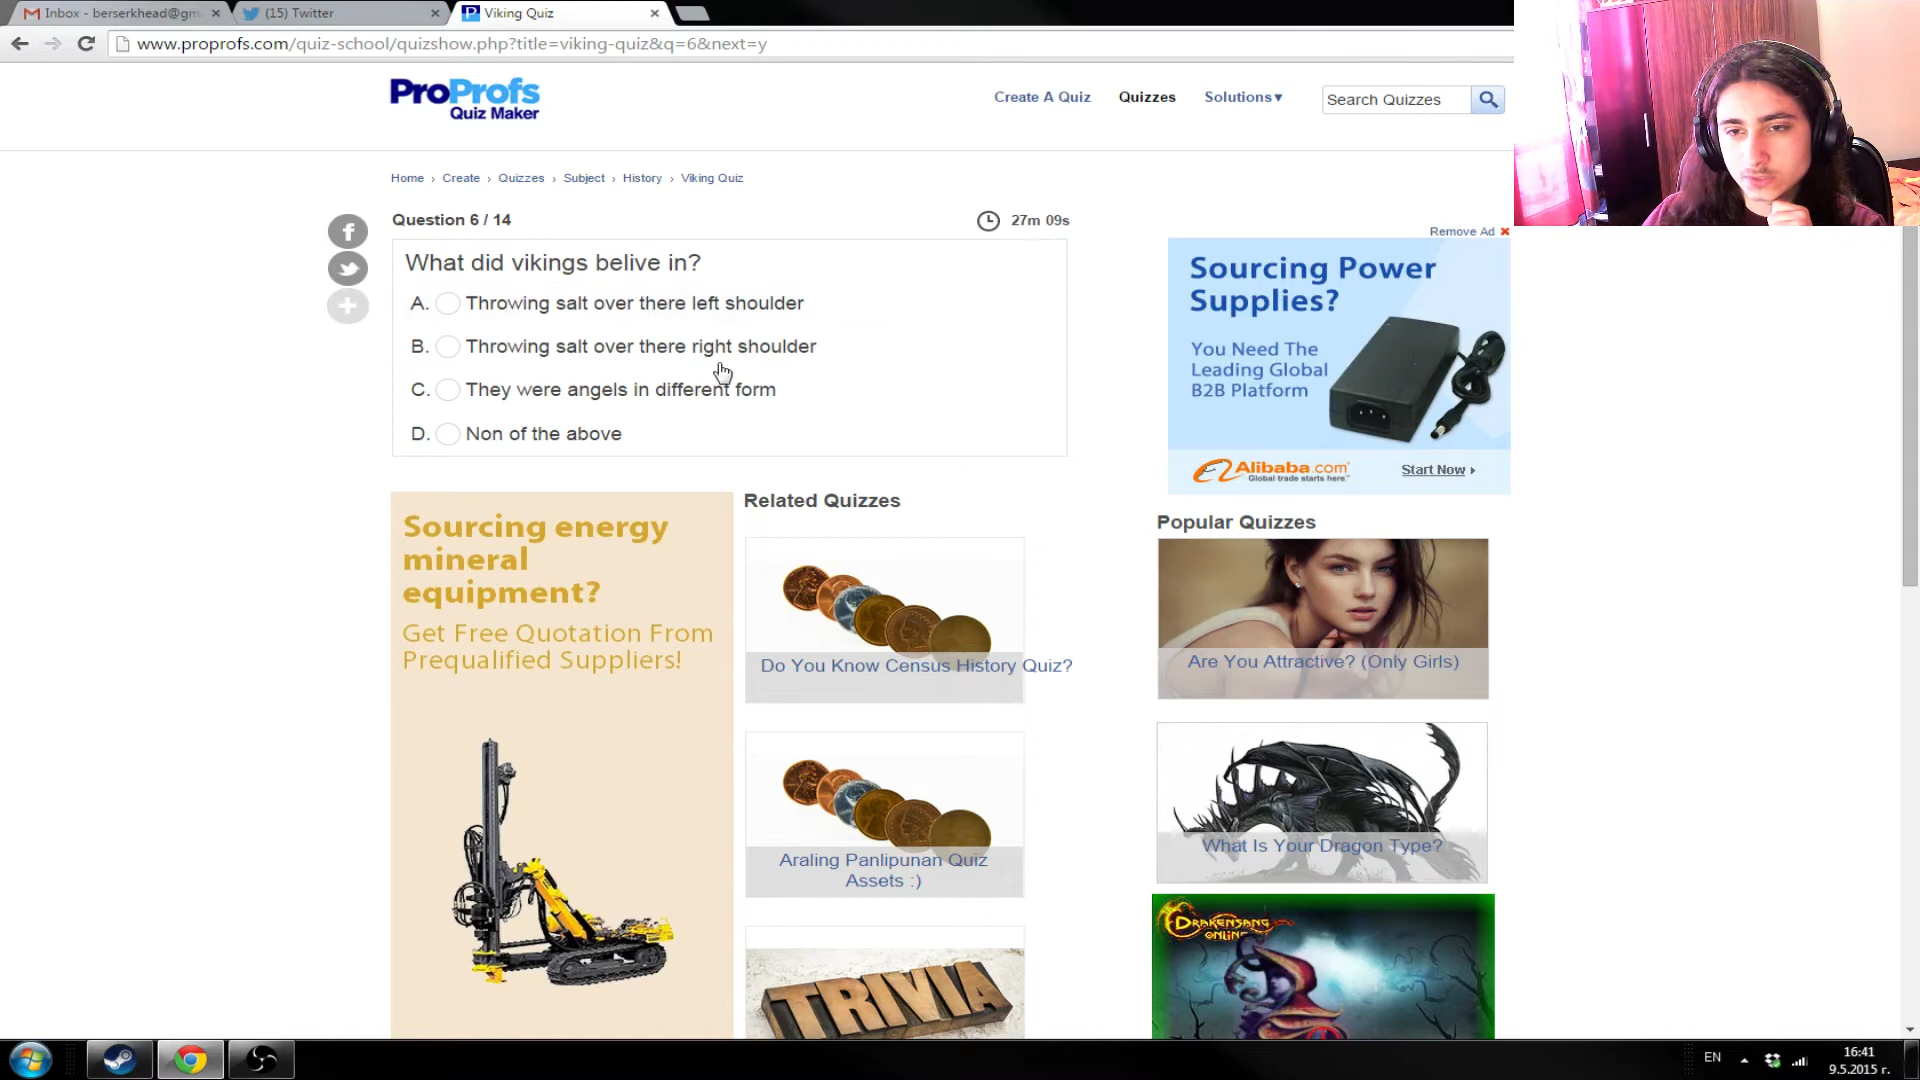 Inbox - berserkhead@gm
(15) Twitter
Viking Quiz
www.proprofs.com/quiz-school/quizshow.php?title=viking-quiz&q=6&next=y
ProProfs
Quiz Maker
Create A Quiz
Quizzes
Solutions▾
Search Quizzes
Home › Create › Quizzes › Subject › History › Viking Quiz
Question 6 / 14
27m 09s
What did vikings belive in?
A. Throwing salt over there left shoulder
B. Throwing salt over there right shoulder
C. They were angels in different form
D. Non of the above
Remove Ad
Sourcing Power
Supplies?
You Need The
Leading Global
B2B Platform
Alibaba.com
Global trade starts here.
Start Now
Sourcing energy
mineral
equipment?
Get Free Quotation From
Prequalified Suppliers!
Related Quizzes
Do You Know Census History Quiz?
Araling Panlipunan Quiz
Assets :)
TRIVIA
Popular Quizzes
Are You Attractive? (Only Girls)
What Is Your Dragon Type?
DRAKENSANG
ONLINE
EN
16:41
9.5.2015 г.